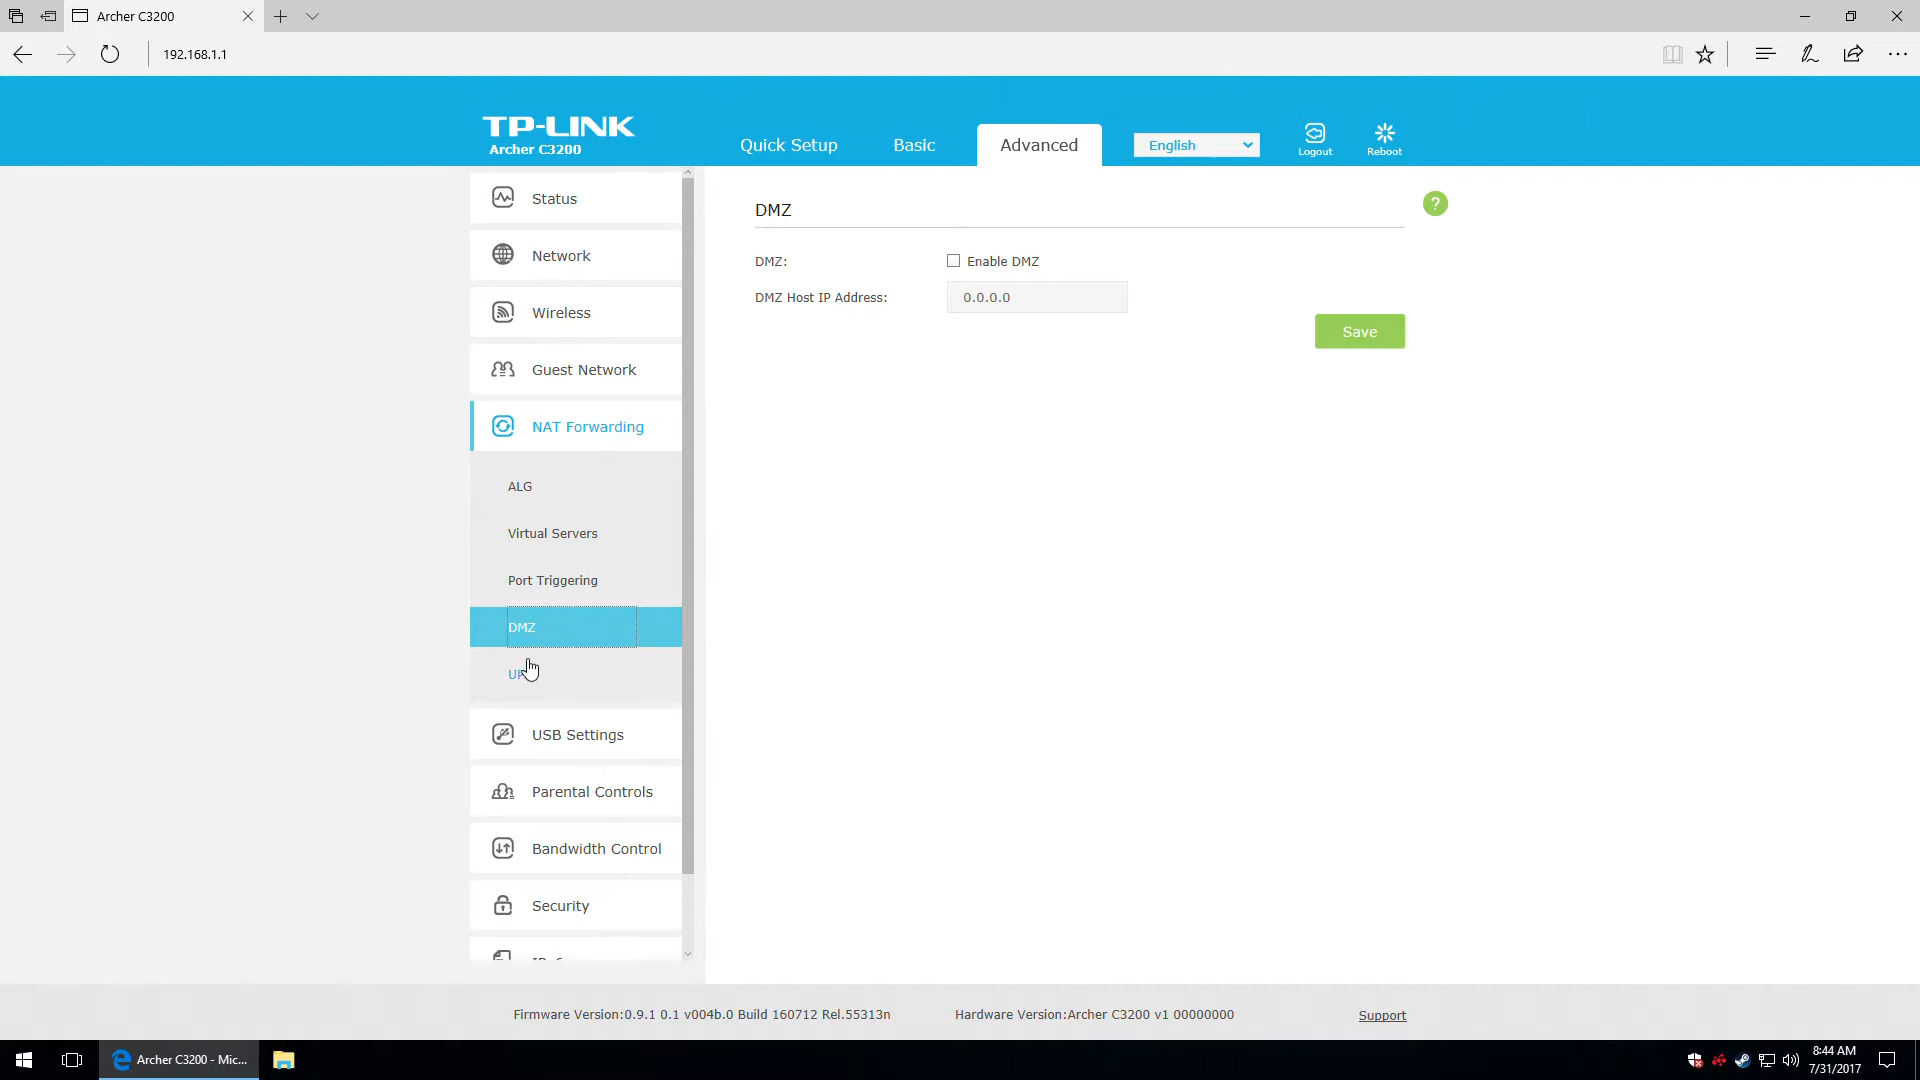 Archer C3200
192.168.1.1
TP-LINK
Archer C3200
Quick Setup
Basic
Advanced
English
Logout
Reboot
Status
Network
Wireless
Guest Network
NAT Forwarding
ALG
Virtual Servers
Port Triggering
DMZ
USB Settings
Parental Controls
Bandwidth Control
Security
DMZ
?
DMZ:
Enable DMZ
DMZ Host IP Address:
0.0.0.0
Save
Firmware Version:0.9.1 0.1 v004b.0 Build 160712 Rel.55313n
Hardware Version:Archer C3200 v1 00000000
Support
Archer C3200 - Mic...
8:44 AM
7/31/2017